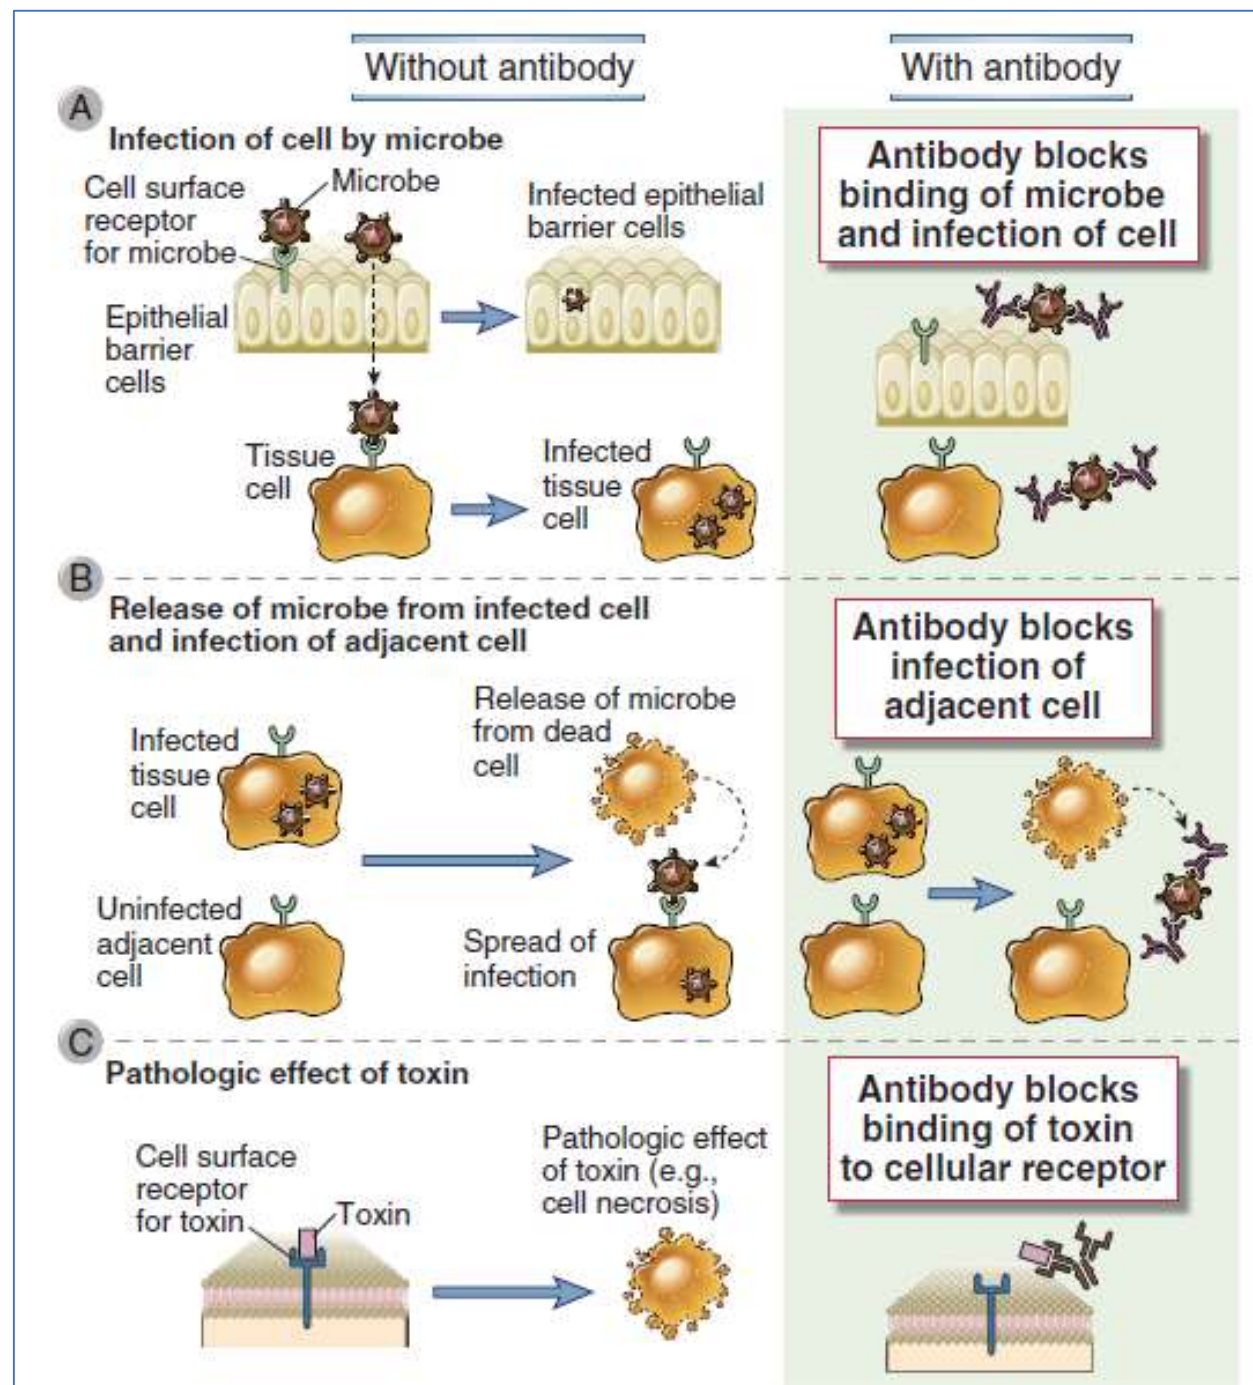 Without antibody
With antibody
A
Infection of cell by microbe
Cell surface
receptor
for microbe
Microbe
Infected epithelial
barrier cells
Epithelial
barrier
cells
Tissue
cell
Infected
tissue
cell
Antibody blocks
binding of microbe
and infection of cell
B
Release of microbe from infected cell
and infection of adjacent cell
Infected
tissue
cell
Release of microbe
from dead
cell
Uninfected
adjacent
cell
Spread of
infection
Antibody blocks
infection of
adjacent cell
C
Pathologic effect of toxin
Cell surface
receptor
for toxin
Toxin
Pathologic effect
of toxin (e.g.,
cell necrosis)
Antibody blocks
binding of toxin
to cellular receptor